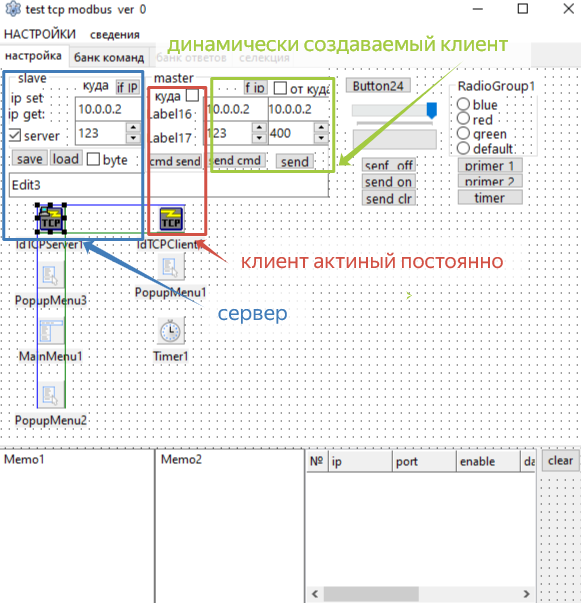 test tcp modbus ver 0
НАСТРОЙКИ сведения
динамически создаваемый клиент
настройка банк команд банк ответов селекция
slave master
куда if IP куда f ip от куда Button24 RadioGroup1
ip set 10.0.0.2 Label16 10.0.0.2 10.0.0.2 blue
ip get: red
server 123 Label17 123 400 green
default
save load byte cmd send send cmd send primer 1
Edit3 send on primer 2
send clr timer
IdTCPServer1 IdTCPClient
клиент актиный постоянно
PopupMenu3 PopupMenu1
сервер
MainMenu1 Timer1
PopupMenu2
Memo1 Memo2 № ip port enable da clear